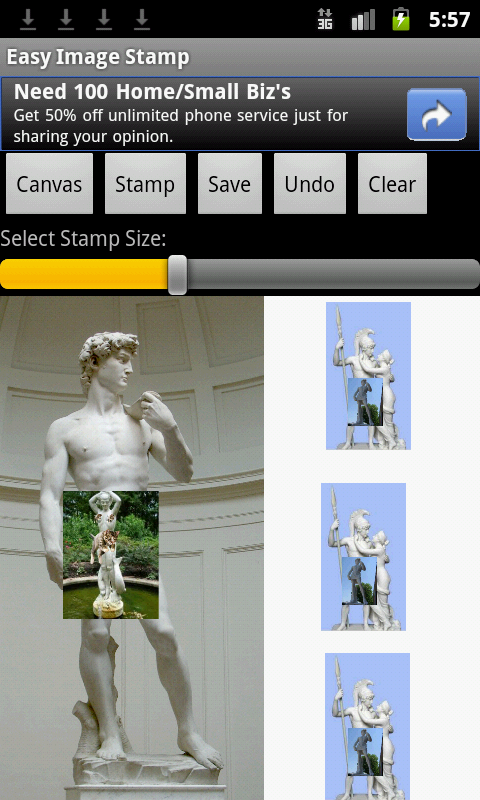 3G
5:57
Easy Image Stamp
Need 100 Home/Small Biz's
Get 50% off unlimited phone service just for
sharing your opinion.
Canvas
Stamp
Save
Undo
Clear
Select Stamp Size: